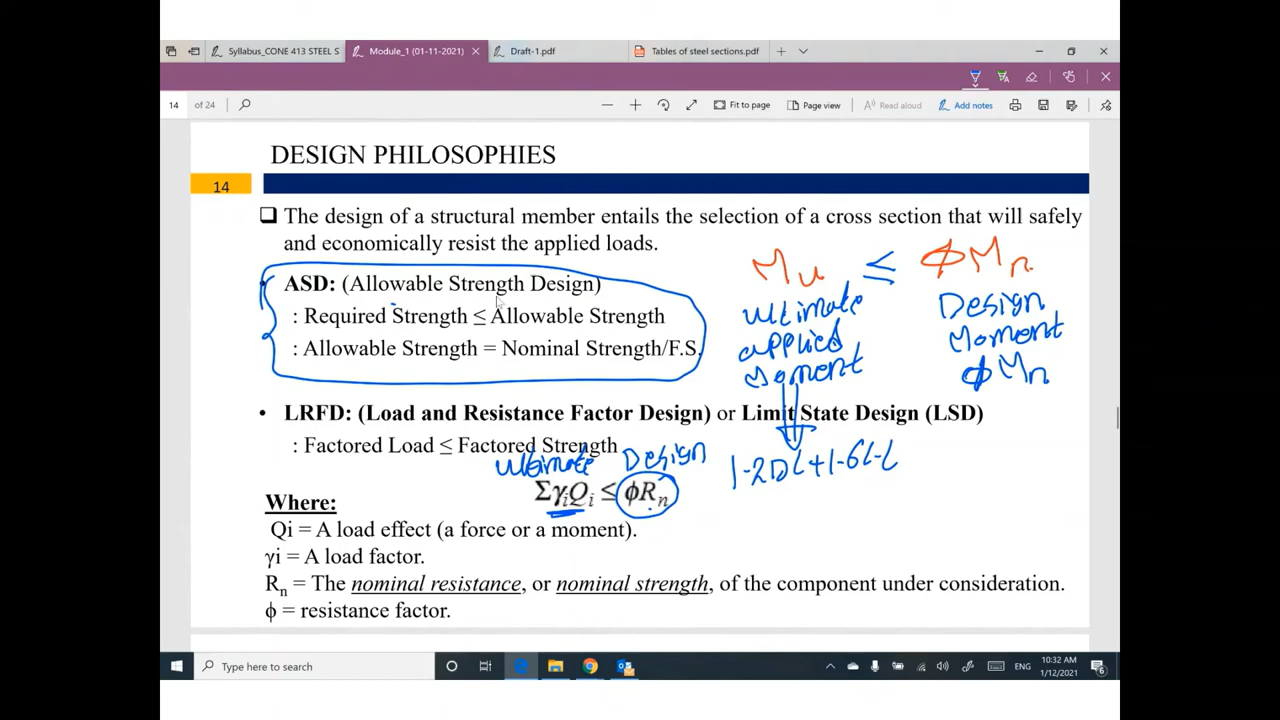 Syllabus_CONE 413 STEEL S
Module_1 (01-11-2021)
Draft-1.pdf
Tables of steel sections.pdf
14 of 24
Fit to page
Page view
Read aloud
Add notes
DESIGN PHILOSOPHIES
14
❑ The design of a structural member entails the selection of a cross section that will safely
and economically resist the applied loads.
• ASD: (Allowable Strength Design)
: Required Strength ≤ Allowable Strength
: Allowable Strength = Nominal Strength/F.S.
Mu ≤ ϕMn
Ultimate
applied
Moment
Design
Moment
ϕMn
• LRFD: (Load and Resistance Factor Design) or Limit State Design (LSD)
: Factored Load ≤ Factored Strength
1.2DL+1.6L.L
Ultimate Design
ΣγiQi ≤ ϕRn
Where:
Qi = A load effect (a force or a moment).
γi = A load factor.
Rn = The nominal resistance, or nominal strength, of the component under consideration.
ϕ = resistance factor.
Type here to search
ENG
10:32 AM
1/12/2021
6